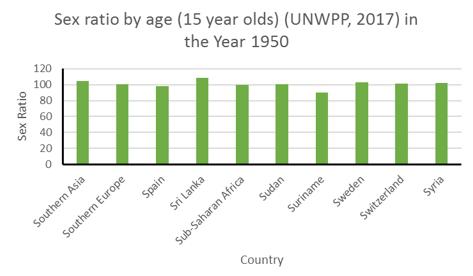 Sex ratio by age (15 year olds) (UNWPP, 2017) in
the Year 1950
120
100
80
60
40
20
0
Sex Ratio
Southern Asia
Southern Europe
Spain
Sri Lanka
Sub-Saharan Africa
Sudan
Suriname
Sweden
Switzerland
Syria
Country